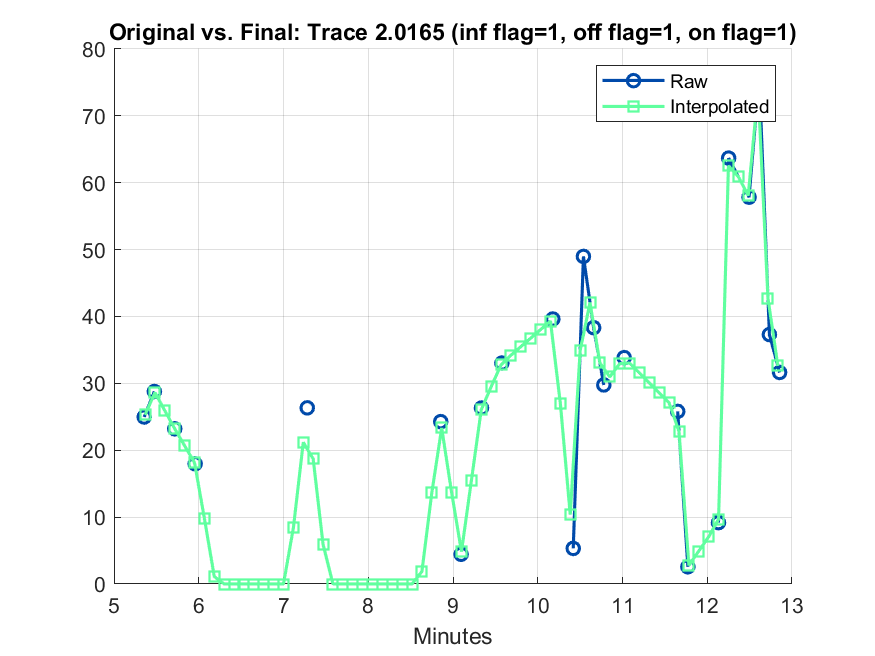 Original vs. Final: Trace 2.0165 (inf flag=1, off flag=1, on flag=1)
80
Raw
Interpolated
70
60
50
40
30
20
10
0
5 6 7 8 9 10 11 12 13
Minutes